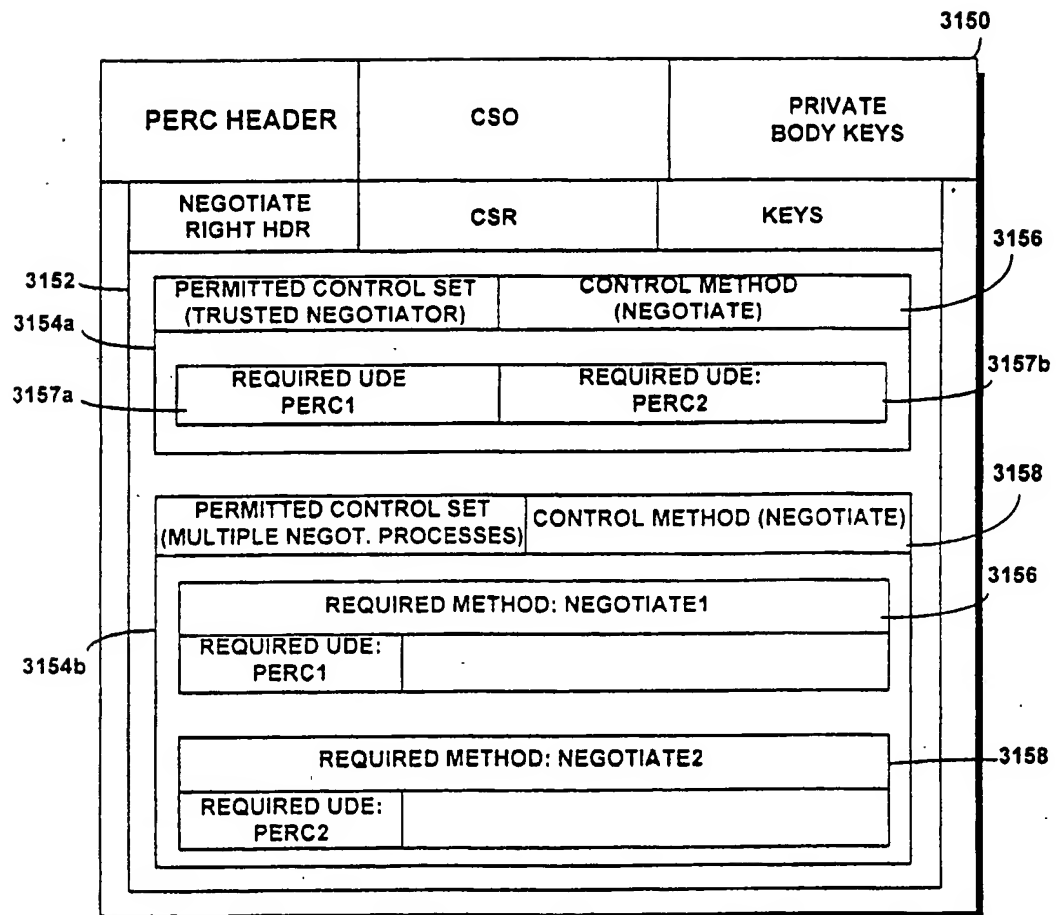 3150
PERC HEADER
CSO
PRIVATE
BODY KEYS
NEGOTIATE
RIGHT HDR
CSR
KEYS
3152
3154a
3157a
PERMITTED CONTROL SET
(TRUSTED NEGOTIATOR)
CONTROL METHOD
(NEGOTIATE)
3156
REQUIRED UDE
PERC1
REQUIRED UDE:
PERC2
3157b
3158
PERMITTED CONTROL SET
(MULTIPLE NEGOT. PROCESSES)
CONTROL METHOD (NEGOTIATE)
3156
REQUIRED METHOD: NEGOTIATE1
3154b
REQUIRED UDE:
PERC1
REQUIRED METHOD: NEGOTIATE2
3158
REQUIRED UDE:
PERC2